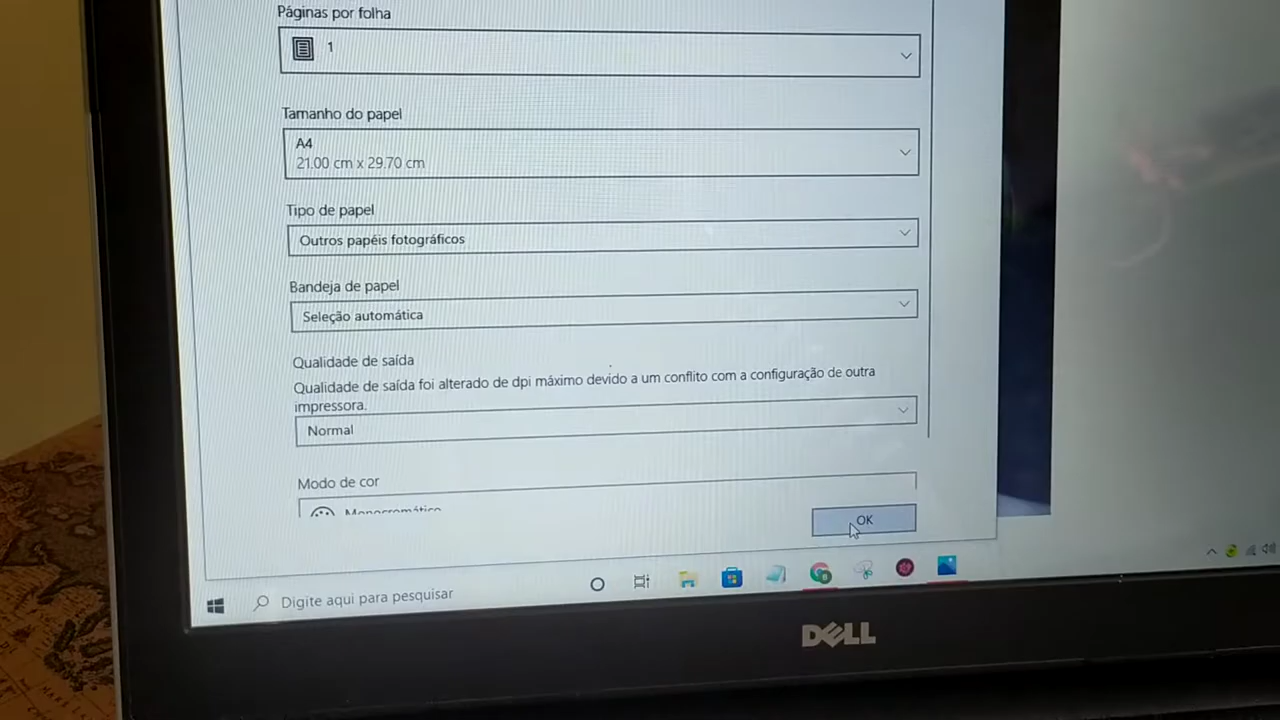 Páginas por folha
1
Tamanho do papel
A4
21.00 cm x 29.70 cm
Tipo de papel
Outros papéis fotográficos
Bandeja de papel
Seleção automática
Qualidade de saída
Qualidade de saída foi alterado de dpi máximo devido a um conflito com a configuração de outra
impressora.
Normal
Modo de cor
Monocromático
OK
Digite aqui para pesquisar
DELL